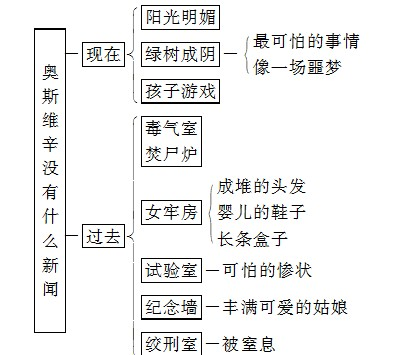 奥斯维辛没有什么新闻
现在
阳光明媚
绿树成阴
最可怕的事情
像一场噩梦
孩子游戏
过去
毒气室
焚尸炉
女牢房
成堆的头发
婴儿的鞋子
长条盒子
试验室
可怕的惨状
纪念墙
丰满可爱的姑娘
绞刑室
被窒息